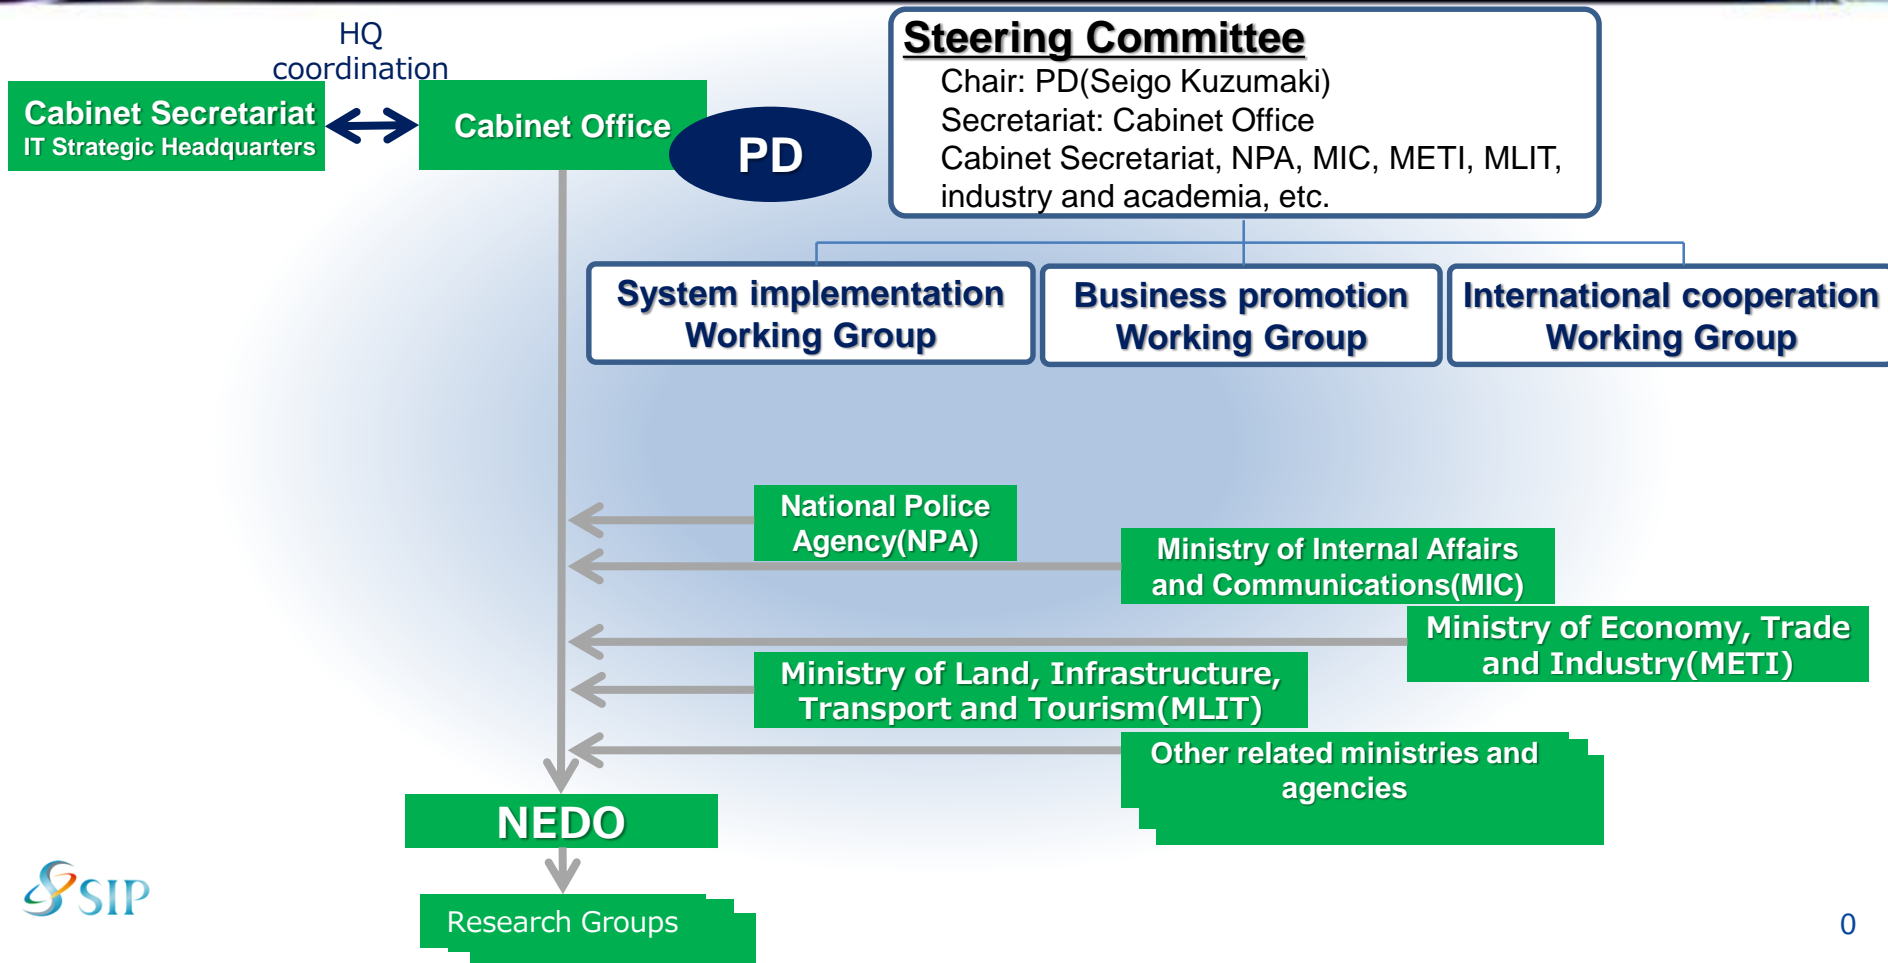 HQ
coordination
Cabinet Secretariat
IT Strategic Headquarters
Cabinet Office
PD
Steering Committee
Chair: PD(Seigo Kuzumaki)
Secretariat: Cabinet Office
Cabinet Secretariat, NPA, MIC, METI, MLIT,
industry and academia, etc.
System implementation
Working Group
Business promotion
Working Group
International cooperation
Working Group
National Police
Agency(NPA)
Ministry of Internal Affairs
and Communications(MIC)
Ministry of Economy, Trade
and Industry(METI)
Ministry of Land, Infrastructure,
Transport and Tourism(MLIT)
Other related ministries and
agencies
NEDO
Research Groups
SIP
0